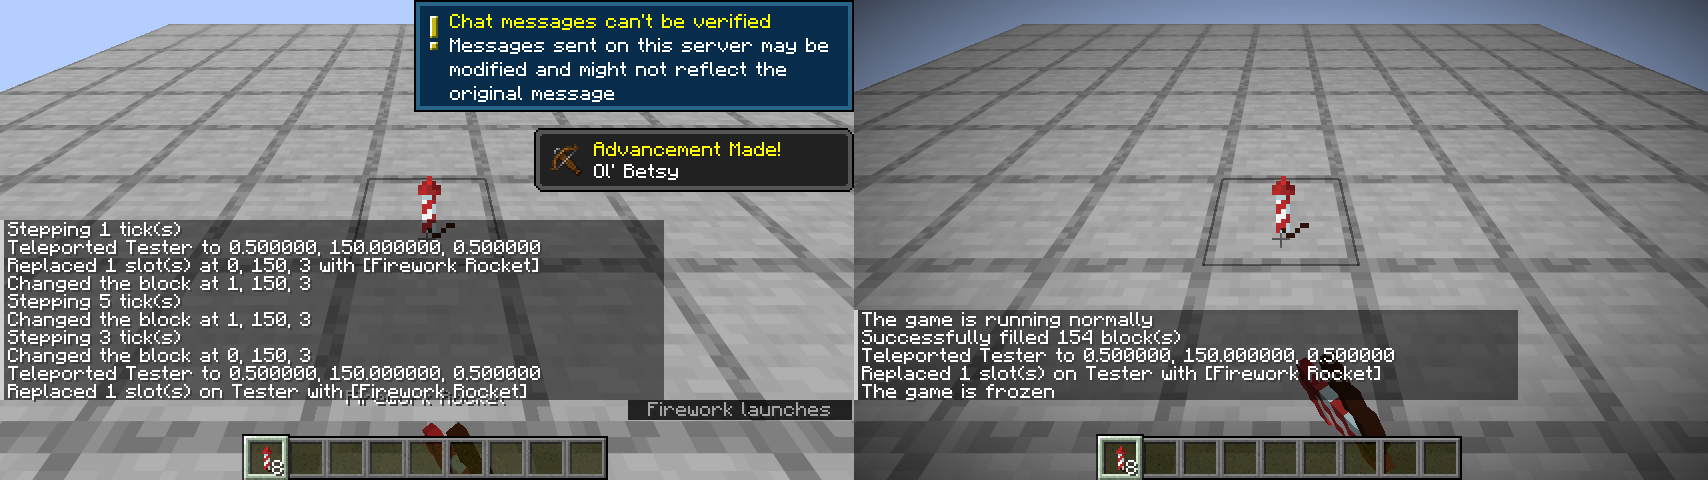 Chat messages can't be verified
Messages sent on this server may be
modified and might not reflect the
original message
Advancement Made!
Ol' Betsy
Stepping 1 tick(s)
Teleported Tester to 0.500000, 150.000000, 0.500000
Replaced 1 slot(s) at 0, 150, 3 with [Firework Rocket]
Changed the block at 1, 150, 3
Stepping 5 tick(s)
Changed the block at 1, 150, 3
Stepping 3 tick(s)
Changed the block at 0, 150, 3
Teleported Tester to 0.500000, 150.000000, 0.500000
Replaced 1 slot(s) on Tester with [Firework Rocket]
Firework Rocket
Firework launches
8
The game is running normally
Successfully filled 154 block(s)
Teleported Tester to 0.500000, 150.000000, 0.500000
Replaced 1 slot(s) on Tester with [Firework Rocket]
The game is frozen
8